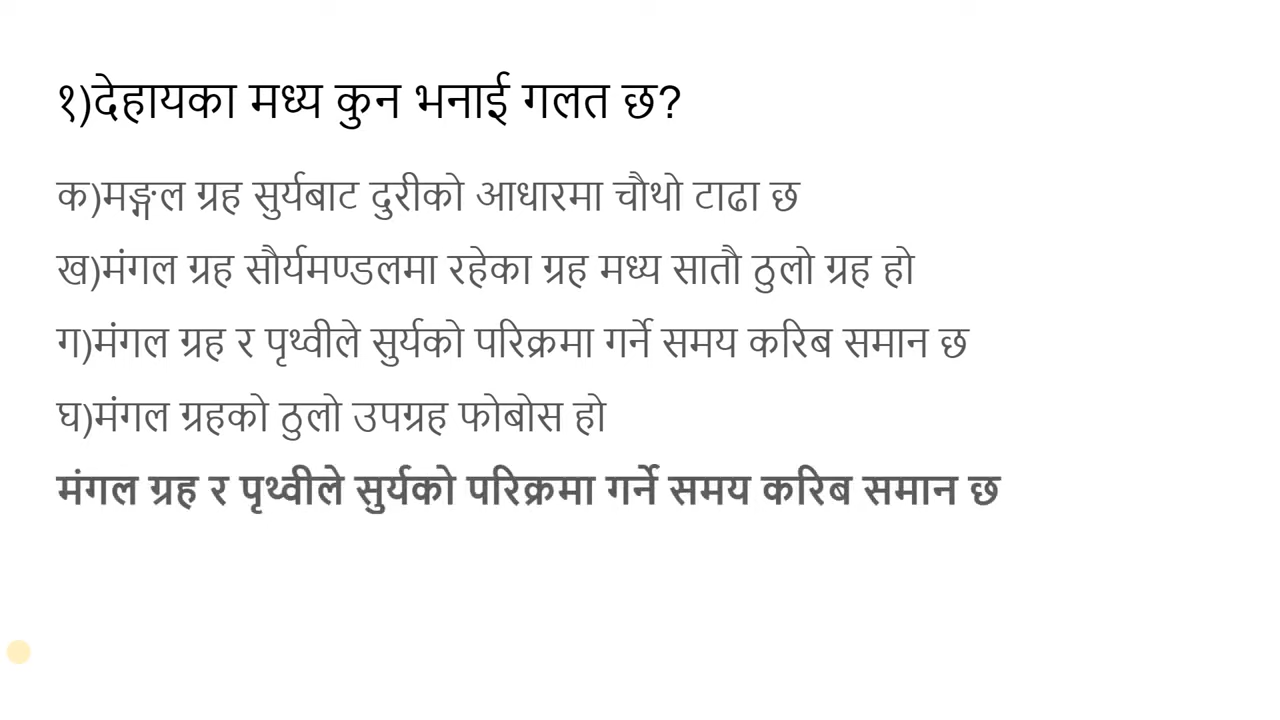 १)देहायका मध्य कुन भनाई गलत छ?
क)मङ्गल ग्रह सुर्यबाट दुरीको आधारमा चौथो टाढा छ
ख)मंगल ग्रह सौर्यमण्डलमा रहेका ग्रह मध्य सातौ ठुलो ग्रह हो
ग)मंगल ग्रह र पृथ्वीले सुर्यको परिक्रमा गर्ने समय करिब समान छ
घ)मंगल ग्रहको ठुलो उपग्रह फोबोस हो
मंगल ग्रह र पृथ्वीले सुर्यको परिक्रमा गर्ने समय करिब समान छ